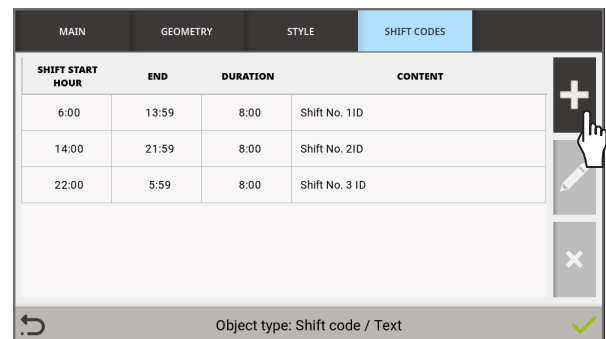 MAIN GEOMETRY STYLE SHIFT CODES
SHIFT START HOUR END DURATION CONTENT
6:00 13:59 8:00 Shift No. 1ID
14:00 21:59 8:00 Shift No. 2ID
22:00 5:59 8:00 Shift No. 3 ID
Object type: Shift code / Text